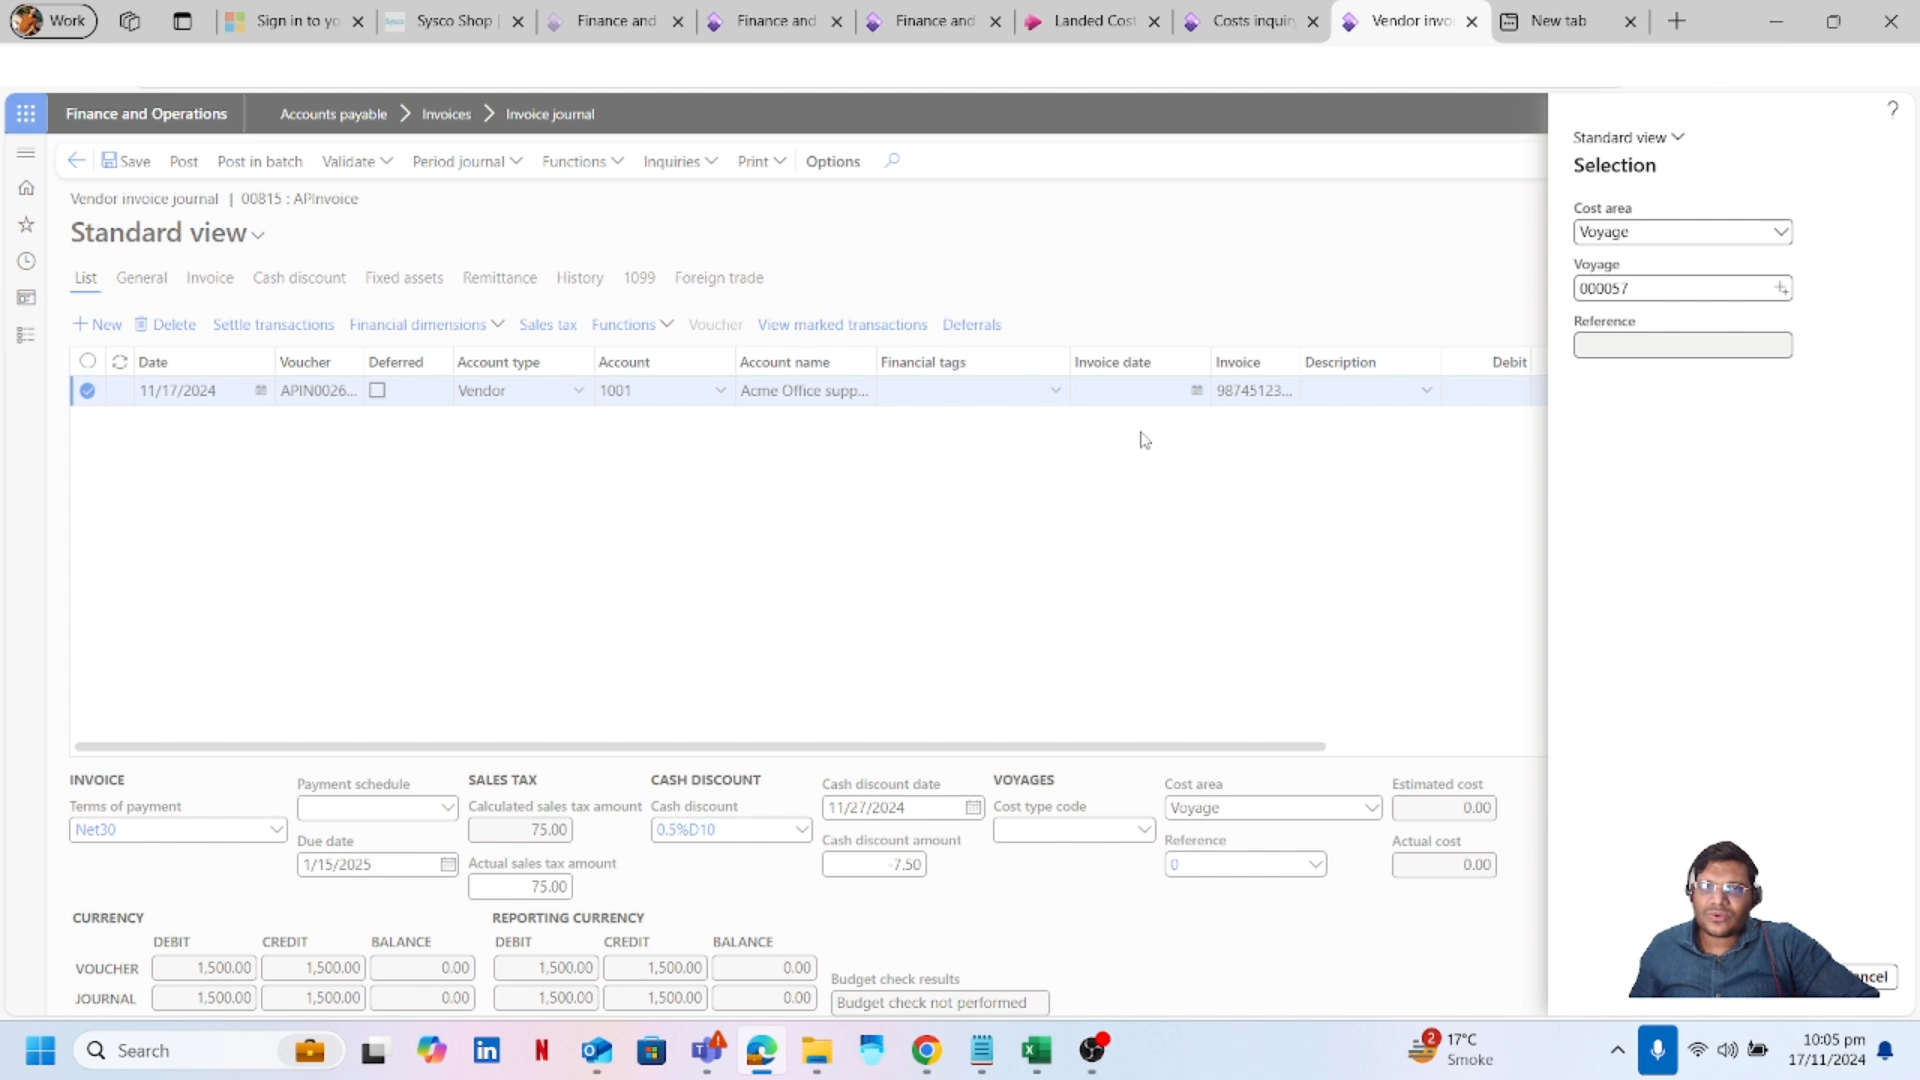 Work
Sign in to yo
Sysco Shop |
Finance and
Finance and
Finance and
Landed Cost
Costs inquir
Vendor invo
New tab
Finance and Operations
Accounts payable
Invoices
Invoice journal
?
Save
Post
Post in batch
Validate
Period journal
Functions
Inquiries
Print
Options
Standard view
Selection
Vendor invoice journal | 00815 : APInvoice
Standard view
Cost area
Voyage
Voyage
000057
Reference
List
General
Invoice
Cash discount
Fixed assets
Remittance
History
1099
Foreign trade
New
Delete
Settle transactions
Financial dimensions
Sales tax
Functions
Voucher
View marked transactions
Deferrals
Date Voucher Deferred Account type Account Account name Financial tags Invoice date Invoice Description Debit
11/17/2024 APIN0026... Vendor 1001 Acme Office supp... 98745123...
INVOICE
Terms of payment
Net30
Payment schedule
Due date
1/15/2025
SALES TAX
Calculated sales tax amount
75.00
Actual sales tax amount
75.00
CASH DISCOUNT
Cash discount
0.5%D10
Cash discount date
11/27/2024
Cash discount amount
-7.50
VOYAGES
Cost type code
Cost area
Voyage
Reference
0
Estimated cost
0.00
Actual cost
0.00
CURRENCY
DEBIT CREDIT BALANCE
VOUCHER 1,500.00 1,500.00 0.00
JOURNAL 1,500.00 1,500.00 0.00
REPORTING CURRENCY
DEBIT CREDIT BALANCE
1,500.00 1,500.00 0.00
1,500.00 1,500.00 0.00
Budget check results
Budget check not performed
ncel
Search
2
17°C
Smoke
10:05 pm
17/11/2024